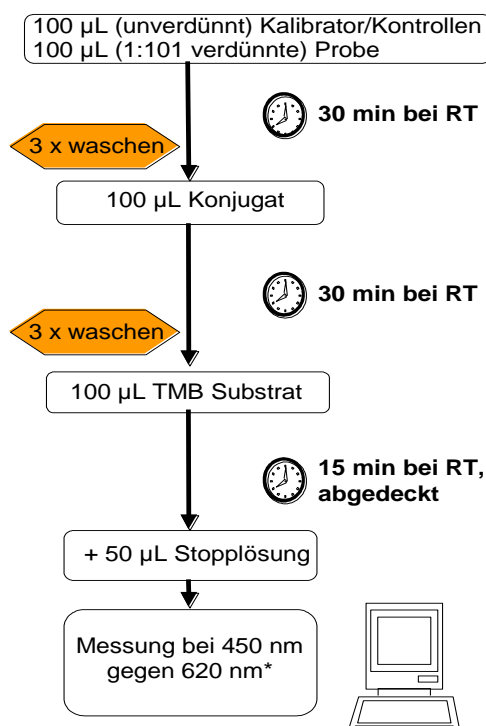 100 µL (unverdünnt) Kalibrator/Kontrollen
100 µL (1:101 verdünnte) Probe
30 min bei RT
3 x waschen
100 µL Konjugat
30 min bei RT
3 x waschen
100 µL TMB Substrat
15 min bei RT,
abgedeckt
+ 50 µL Stopplösung
Messung bei 450 nm
gegen 620 nm*